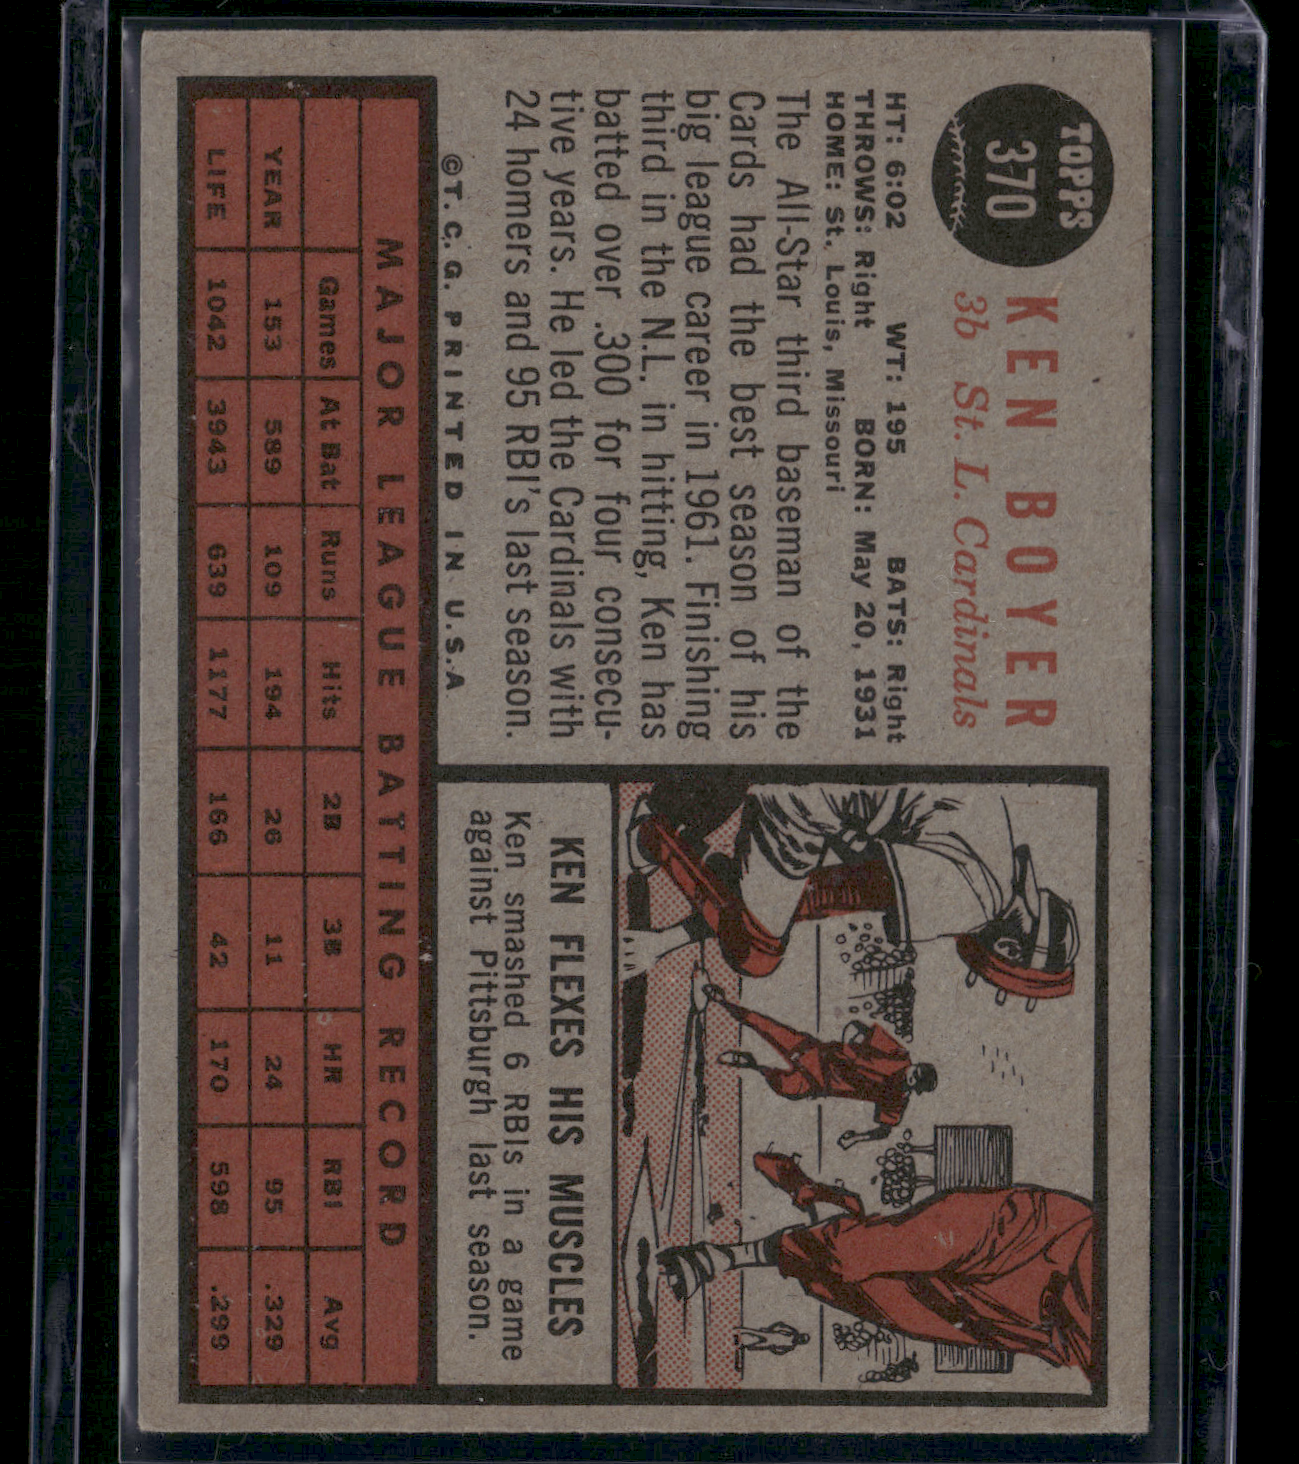 TOPPS
370
KEN BOYER
3b St. L. Cardinals
HT: 6:02 WT: 195 BATS: Right
THROWS: Right BORN: May 20, 1931
HOME: St. Louis, Missouri
The All-Star third baseman of the
Cards had the best season of his
big league career in 1961. Finishing
third in the N.L. in hitting, Ken has
batted over .300 for four consecu-
tive years. He led the Cardinals with
24 homers and 95 RBI's last season.
©T.C.G. PRINTED IN U.S.A
KEN FLEXES HIS MUSCLES
Ken smashed 6 RBIs in a game
against Pittsburgh last season.
MAJOR LEAGUE BATTING RECORD
Games At Bat Runs Hits 2B 3B HR RBI Avg
YEAR 153 589 109 194 26 11 24 95 .329
LIFE 1042 3943 639 1177 166 42 170 598 .299